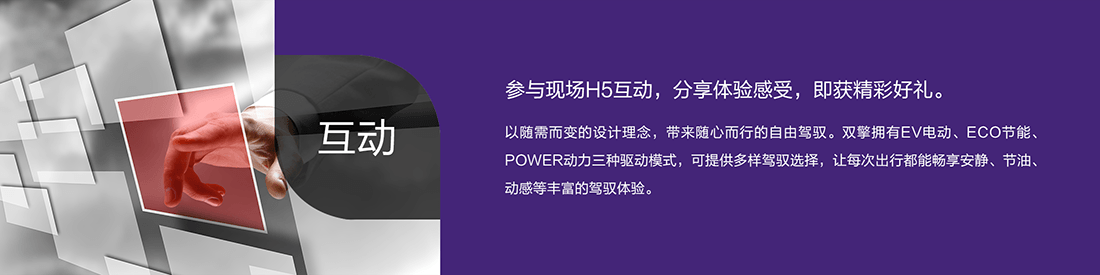 互动
参与现场H5互动，分享体验感受，即获精彩好礼。
以随需而变的设计理念，带来随心而行的自由驾驭。双擎拥有EV电动、ECO节能、
POWER动力三种驱动模式，可提供多样驾驭选择，让每次出行都能畅享安静、节油、
动感等丰富的驾驭体验。